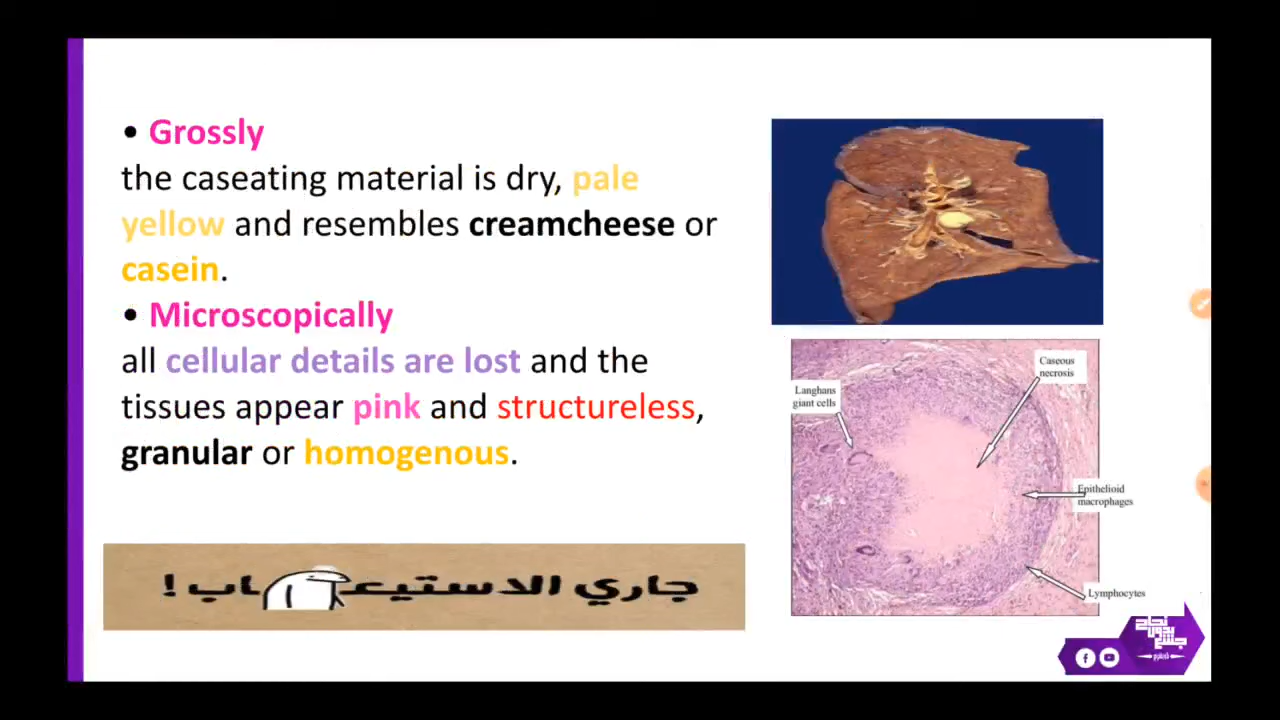 • Grossly
the caseating material is dry, pale
yellow and resembles creamcheese or
casein.
• Microscopically
all cellular details are lost and the
tissues appear pink and structureless,
granular or homogenous.
جاري الاستيعاب !
Caseous
necrosis
Langhans
giant cells
Epithelioid
macrophages
Lymphocytes